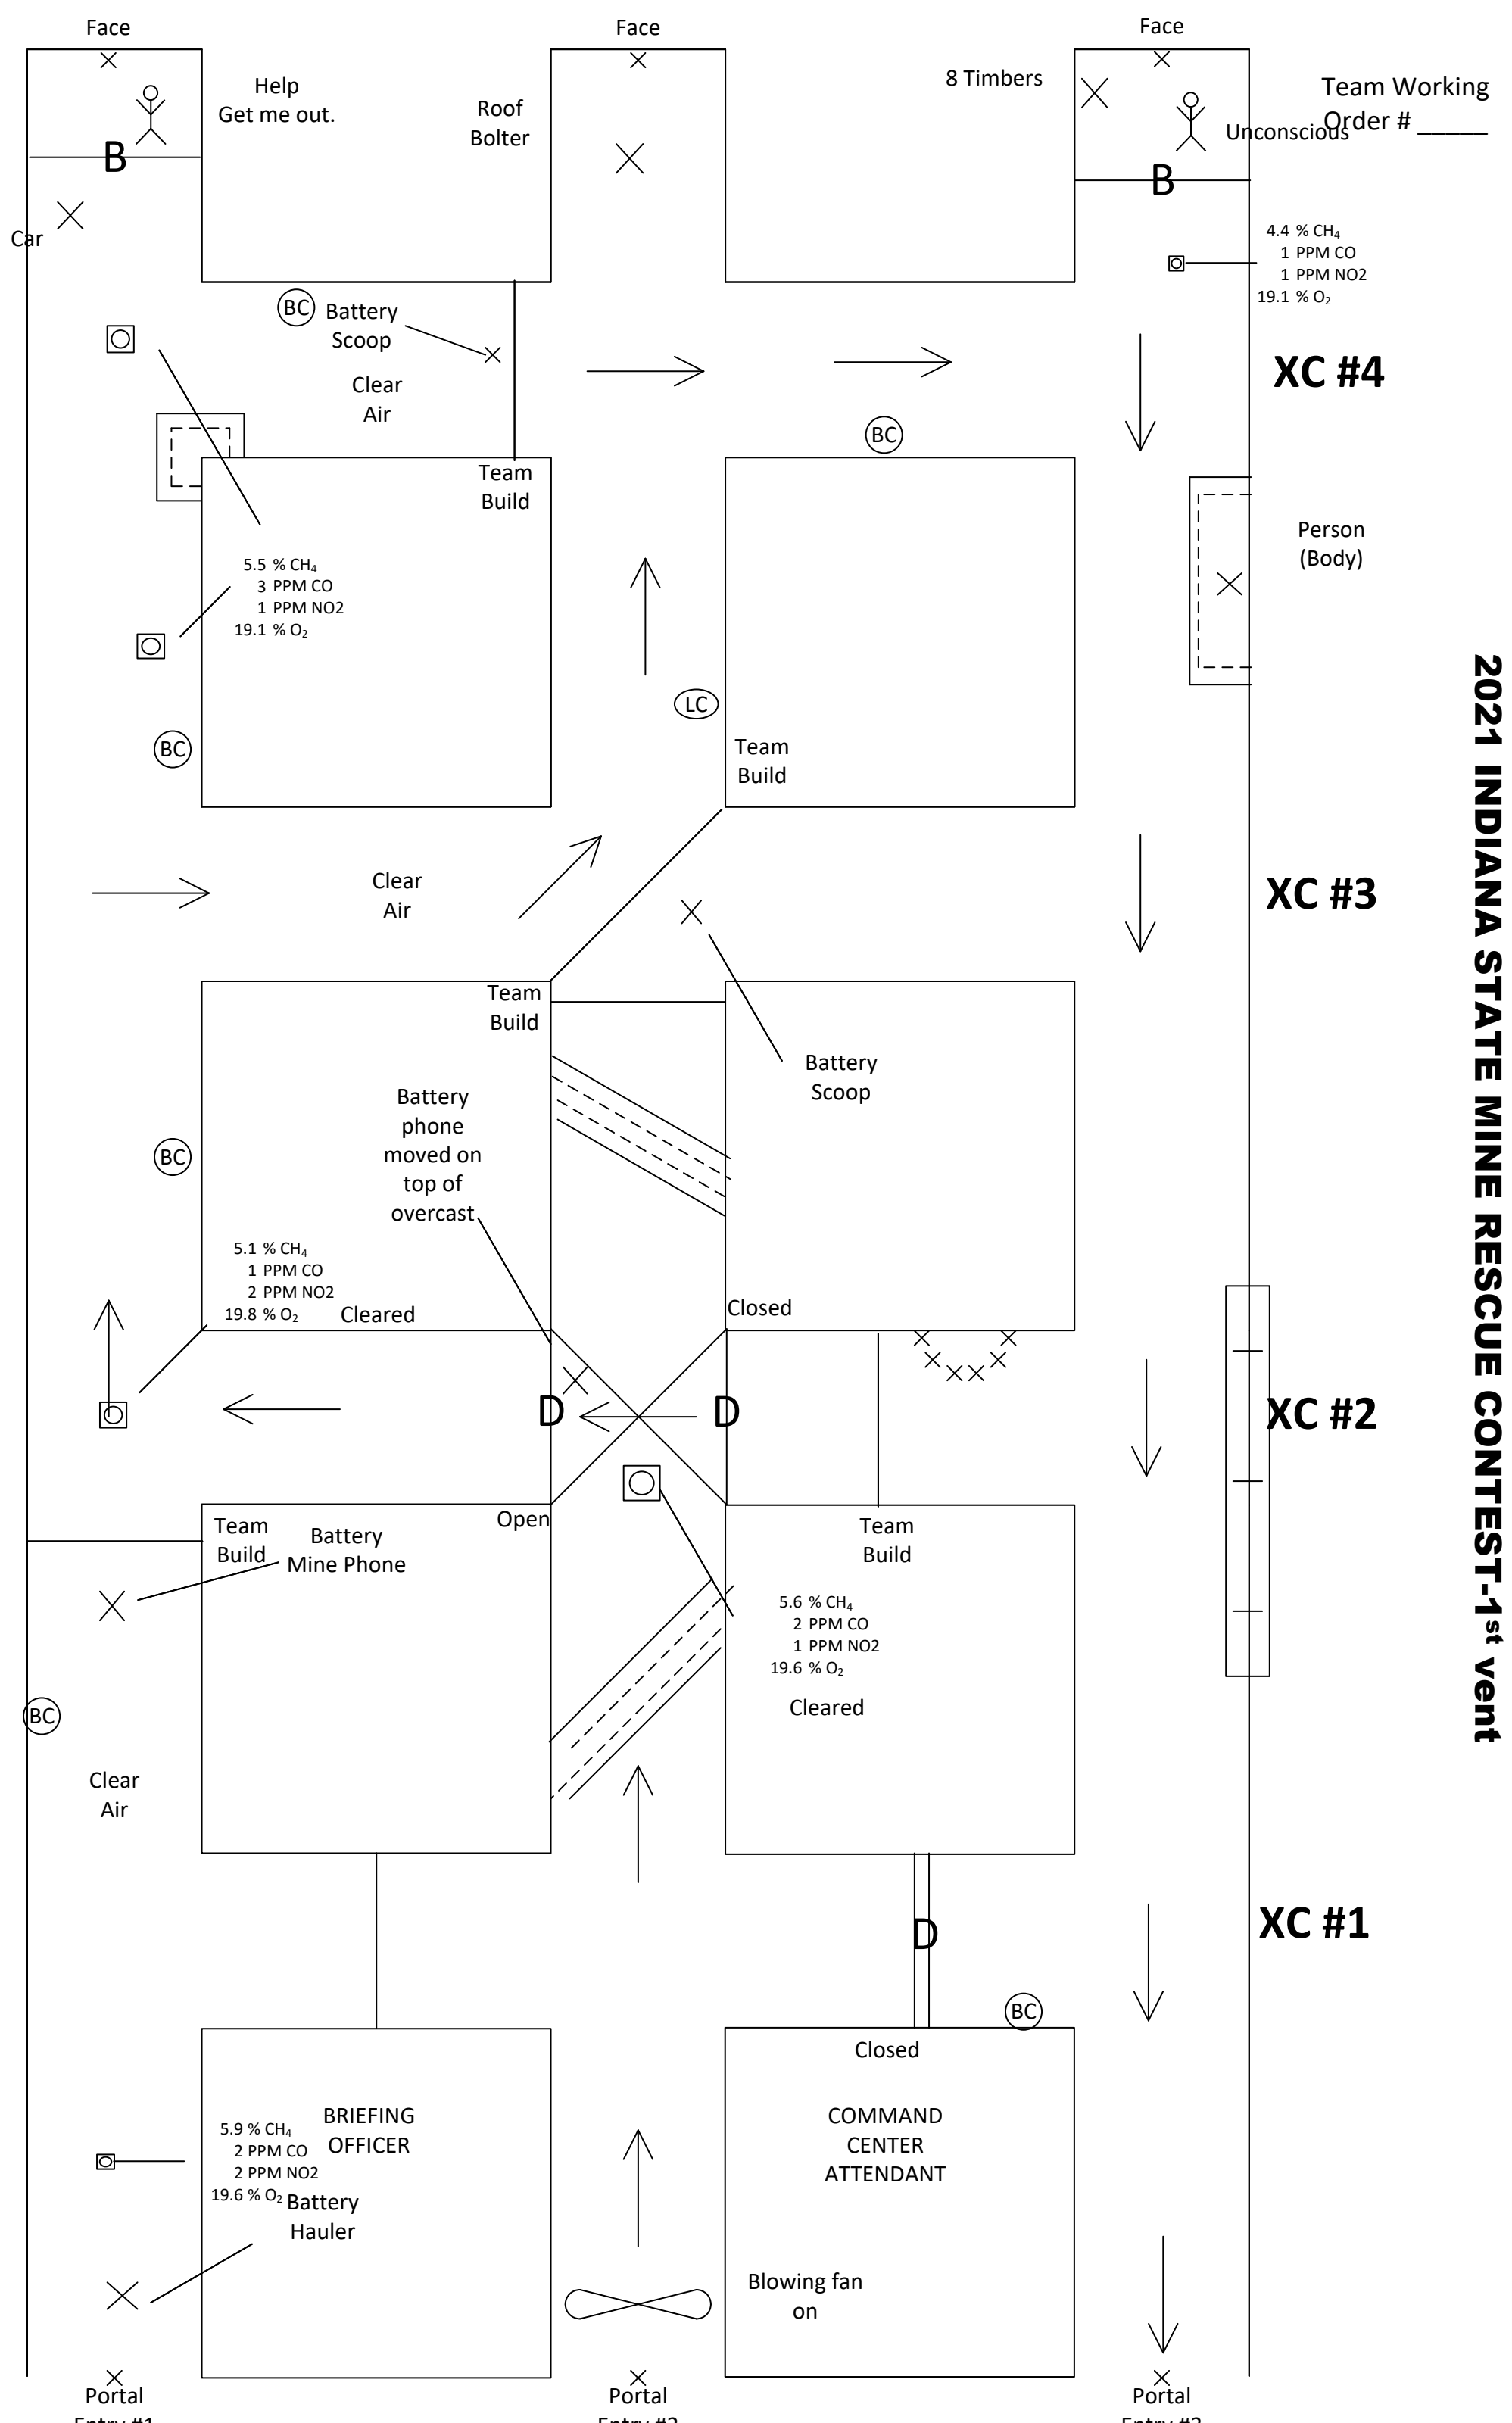 Face
Face
Face
Help
Get me out.
Roof
Bolter
8 Timbers
Team Working
Order # _____
Unconscious
B
B
Car
4.4 % CH₄
1 PPM CO
1 PPM NO2
19.1 % O₂
BC
Battery
Scoop
Clear
Air
XC #4
BC
Team
Build
Person
(Body)
5.5 % CH₄
3 PPM CO
1 PPM NO2
19.1 % O₂
LC
BC
Team
Build
Clear
Air
XC #3
2021 INDIANA STATE MINE RESCUE CONTEST-1st vent
Team
Build
Battery
Scoop
Battery
phone
moved on
top of
overcast
BC
5.1 % CH₄
1 PPM CO
2 PPM NO2
19.8 % O₂
Cleared
Closed
D
D
XC #2
Open
Team
Build
Battery
Mine Phone
Team
Build
5.6 % CH₄
2 PPM CO
1 PPM NO2
19.6 % O₂
Cleared
BC
Clear
Air
D
XC #1
BC
Closed
BRIEFING
OFFICER
5.9 % CH₄
2 PPM CO
2 PPM NO2
19.6 % O₂
Battery
Hauler
COMMAND
CENTER
ATTENDANT
Blowing fan
on
Portal
Entry #1
Portal
Entry #2
Portal
Entry #3